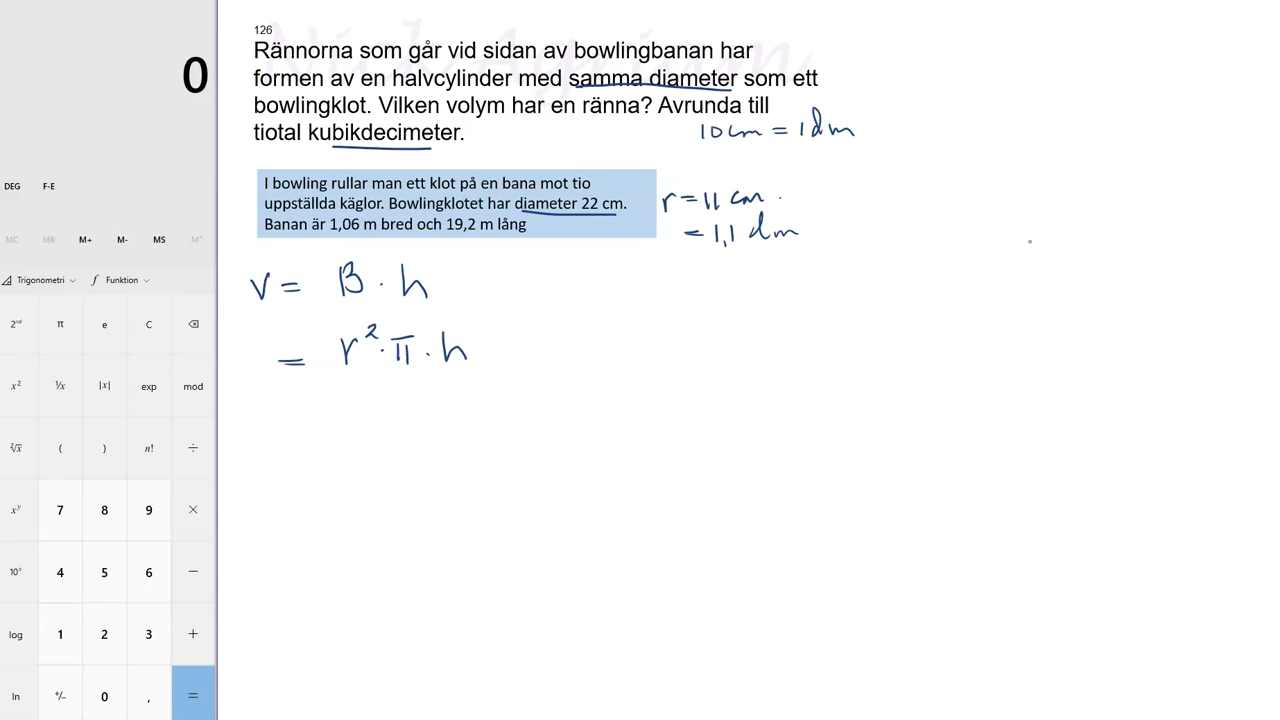 126
Rännorna som går vid sidan av bowlingbanan har
formen av en halvcylinder med samma diameter som ett
bowlingklot. Vilken volym har en ränna? Avrunda till
tiotal kubikdecimeter.
10 cm = 1 dm
I bowling rullar man ett klot på en bana mot tio
uppställda käglor. Bowlingklotet har diameter 22 cm.
Banan är 1,06 m bred och 19,2 m lång
r = 11 cm
= 1,1 dm
V = B · h
= r² · π · h
0
DEG F-E
MC MR M+ M- MS M˅
Trigonometri Funktion
2ⁿᵈ π e C
x² ¹/x |x| exp mod
²√x ( ) n! ÷
xʸ 7 8 9 ×
10ˣ 4 5 6 −
log 1 2 3 +
ln +/− 0 , =